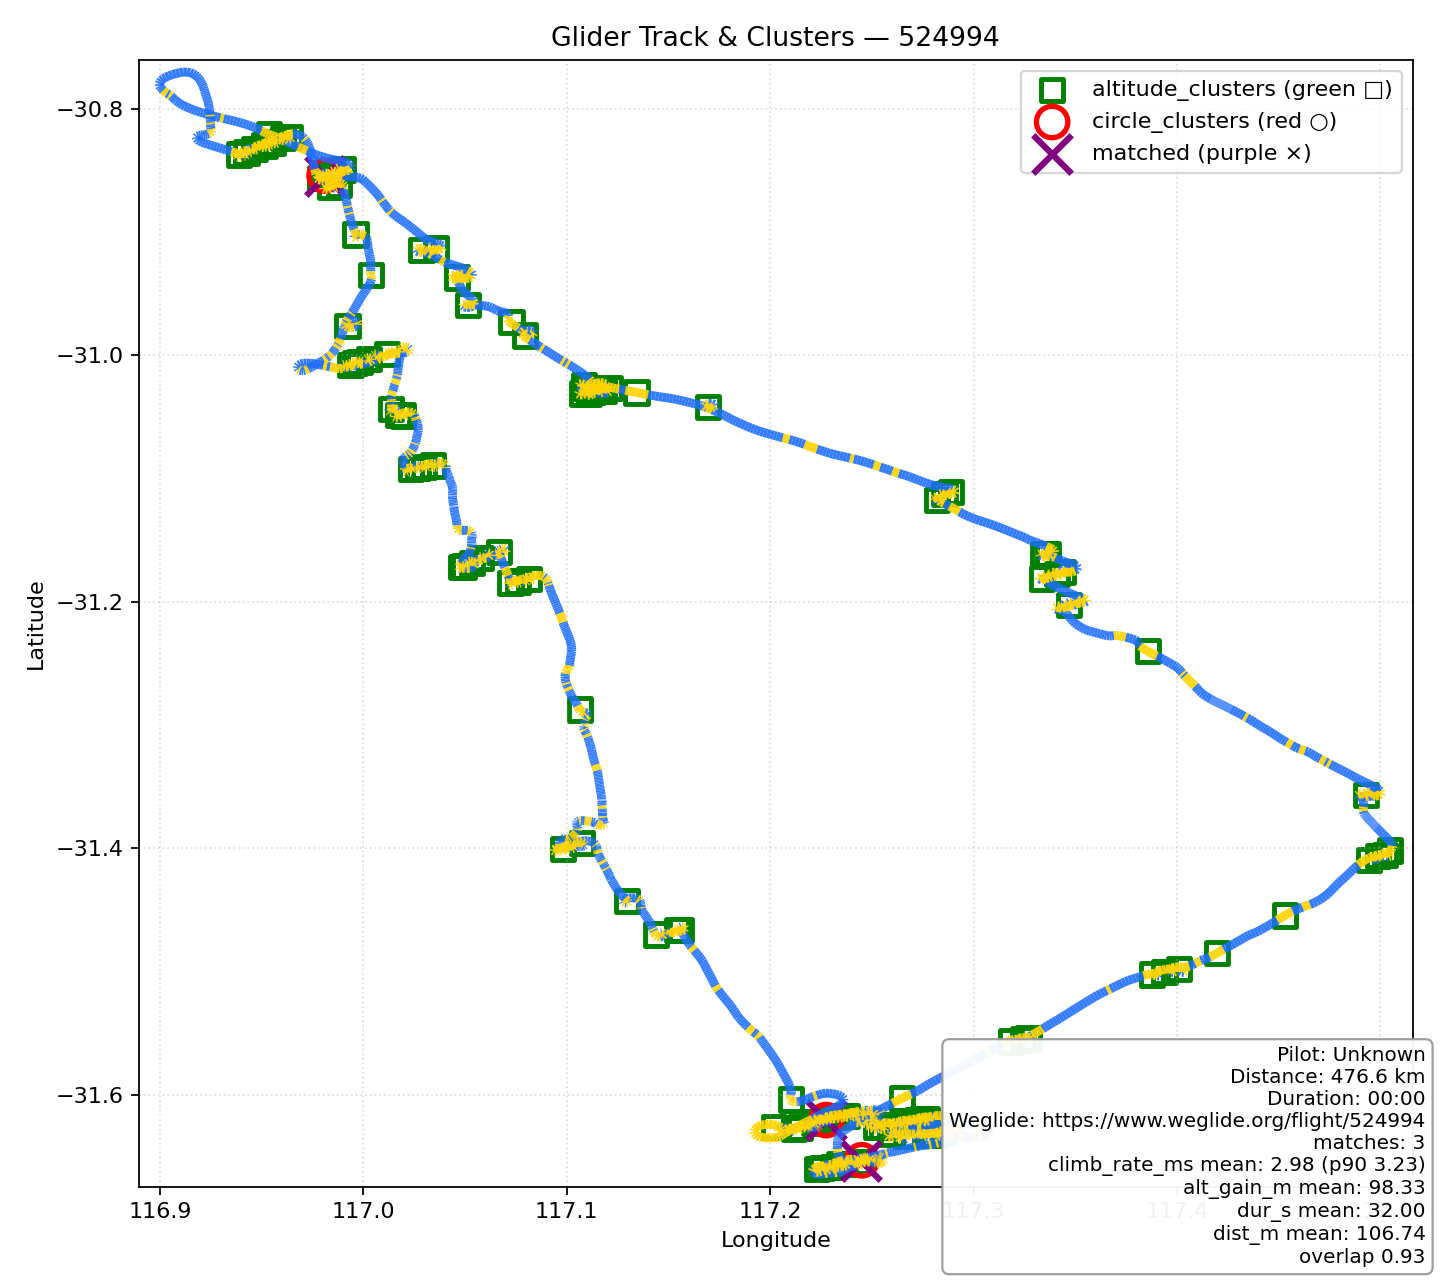 Glider Track & Clusters — 524994
altitude_clusters (green □)
circle_clusters (red ○)
matched (purple ×)
Latitude
−30.8
−31.0
−31.2
−31.4
−31.6
116.9
117.0
117.1
117.2
117.3
117.4
Longitude
Pilot: Unknown
Distance: 476.6 km
Duration: 00:00
Weglide: https://www.weglide.org/flight/524994
matches: 3
climb_rate_ms mean: 2.98 (p90 3.23)
alt_gain_m mean: 98.33
dur_s mean: 32.00
dist_m mean: 106.74
overlap 0.93